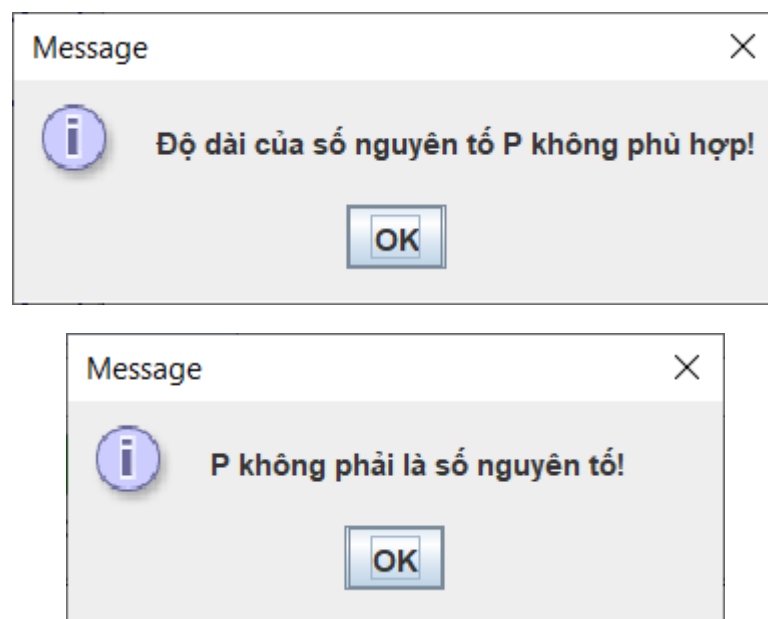 Message
Độ dài của số nguyên tố P không phù hợp!
OK
Message
P không phải là số nguyên tố!
OK